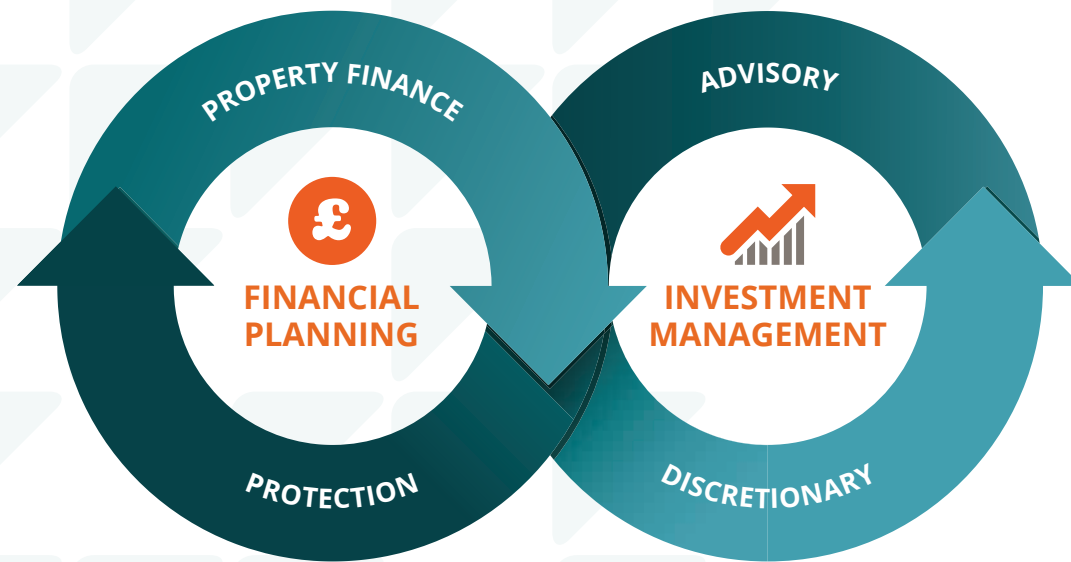 PROPERTY FINANCE
£
FINANCIAL
PLANNING
PROTECTION
ADVISORY
INVESTMENT
MANAGEMENT
DISCRETIONARY